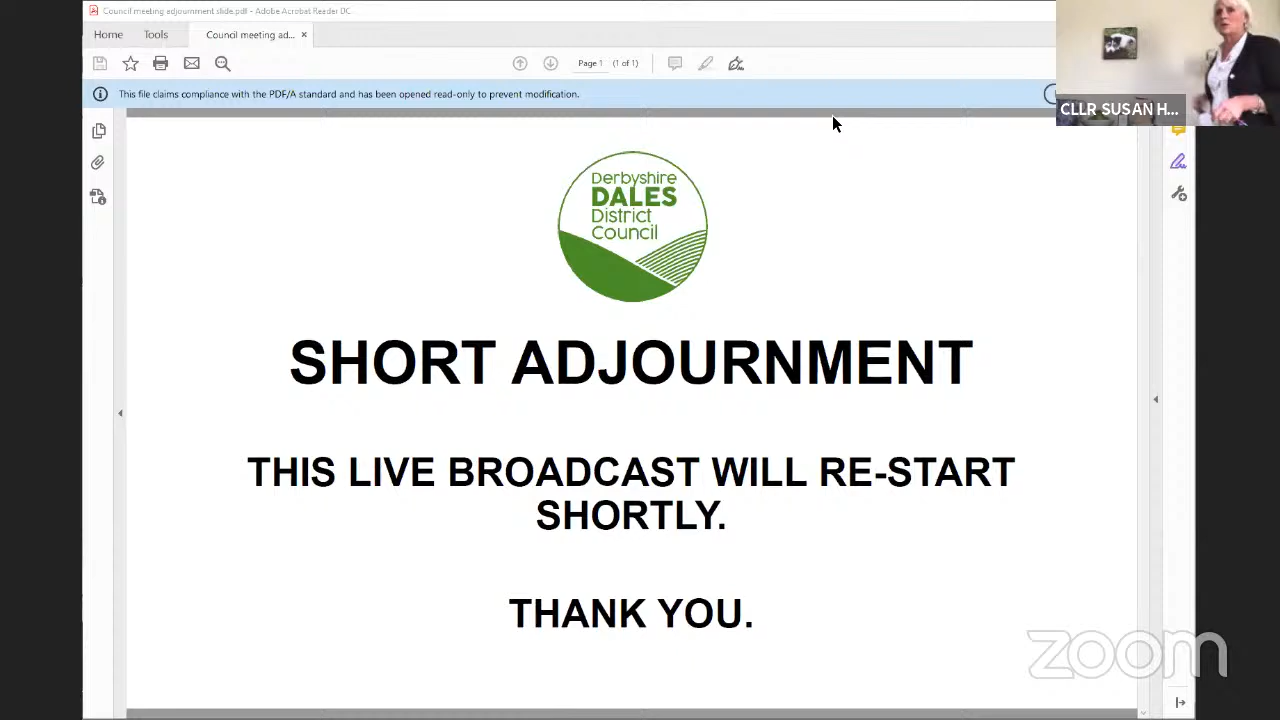 Council meeting adjournment slide.pdf - Adobe Acrobat Reader DC
Home
Tools
Council meeting ad... ×
Page 1 (1 of 1)
This file claims compliance with the PDF/A standard and has been opened read-only to prevent modification.
CLLR SUSAN H...
Derbyshire
DALES
District
Council
SHORT ADJOURNMENT
THIS LIVE BROADCAST WILL RE-START
SHORTLY.
THANK YOU.
zoom